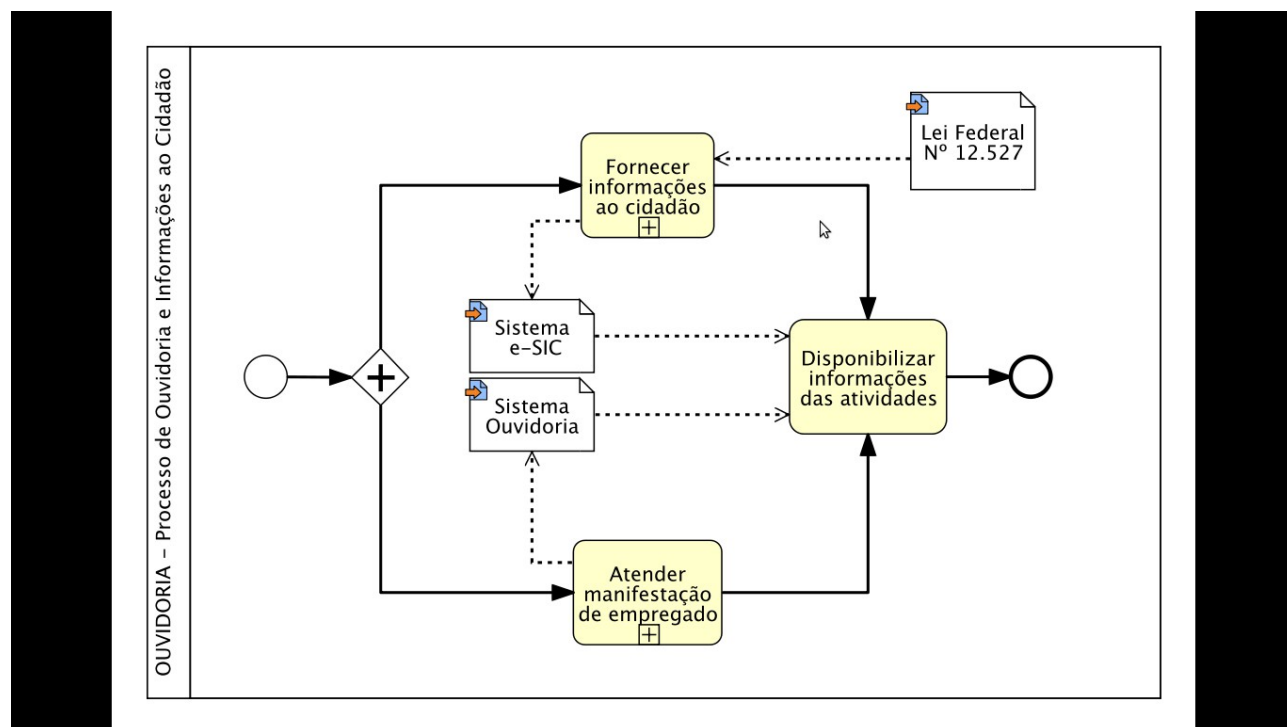 OUVIDORIA – Processo de Ouvidoria e Informações ao Cidadão
Lei Federal
Nº 12.527
Fornecer
informações
ao cidadão
Sistema
e-SIC
Sistema
Ouvidoria
Disponibilizar
informações
das atividades
Atender
manifestação
de empregado